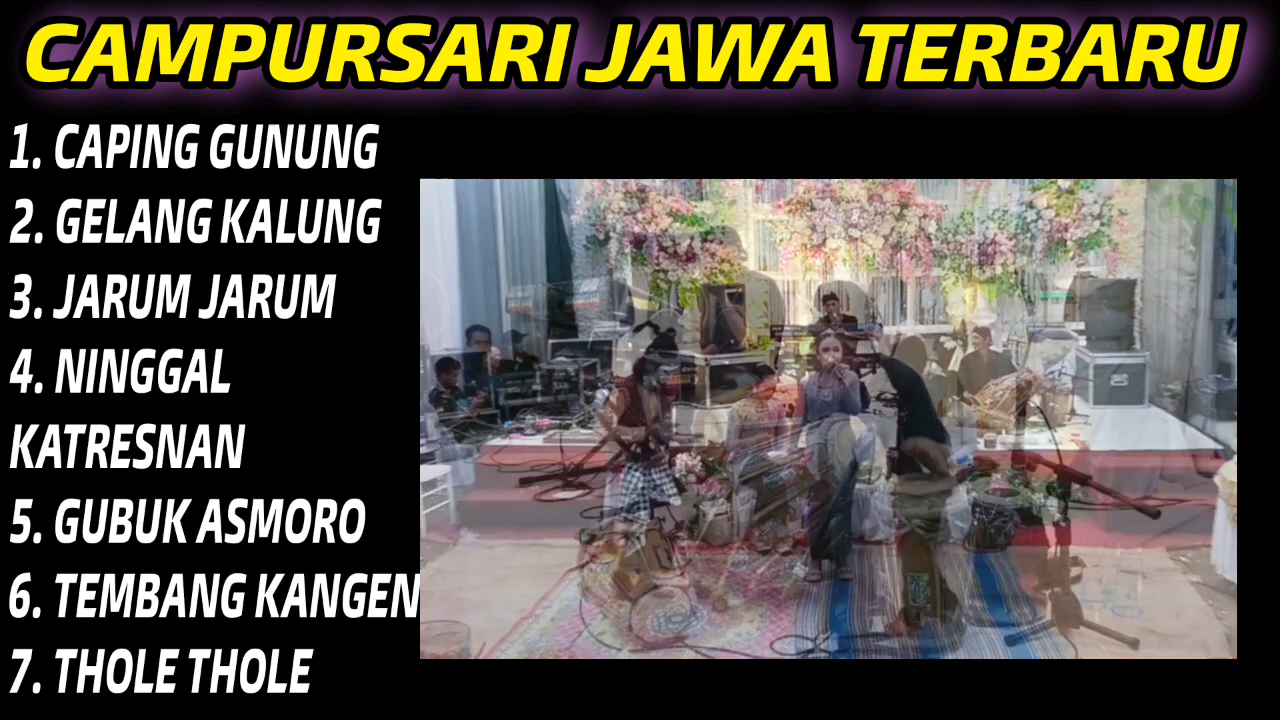 CAMPURSARI JAWA TERBARU
1. CAPING GUNUNG
2. GELANG KALUNG
3. JARUM JARUM
4. NINGGAL
KATRESNAN
5. GUBUK ASMORO
6. TEMBANG KANGEN
7. THOLE THOLE